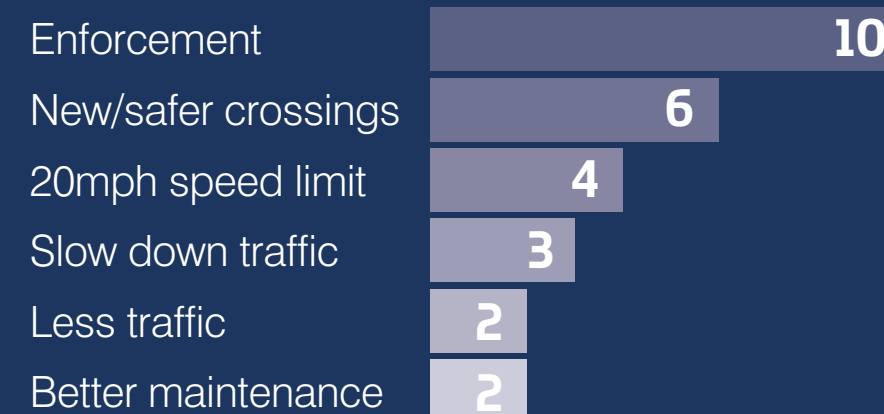 Enforcement 10
New/safer crossings 6
20mph speed limit 4
Slow down traffic 3
Less traffic 2
Better maintenance 2